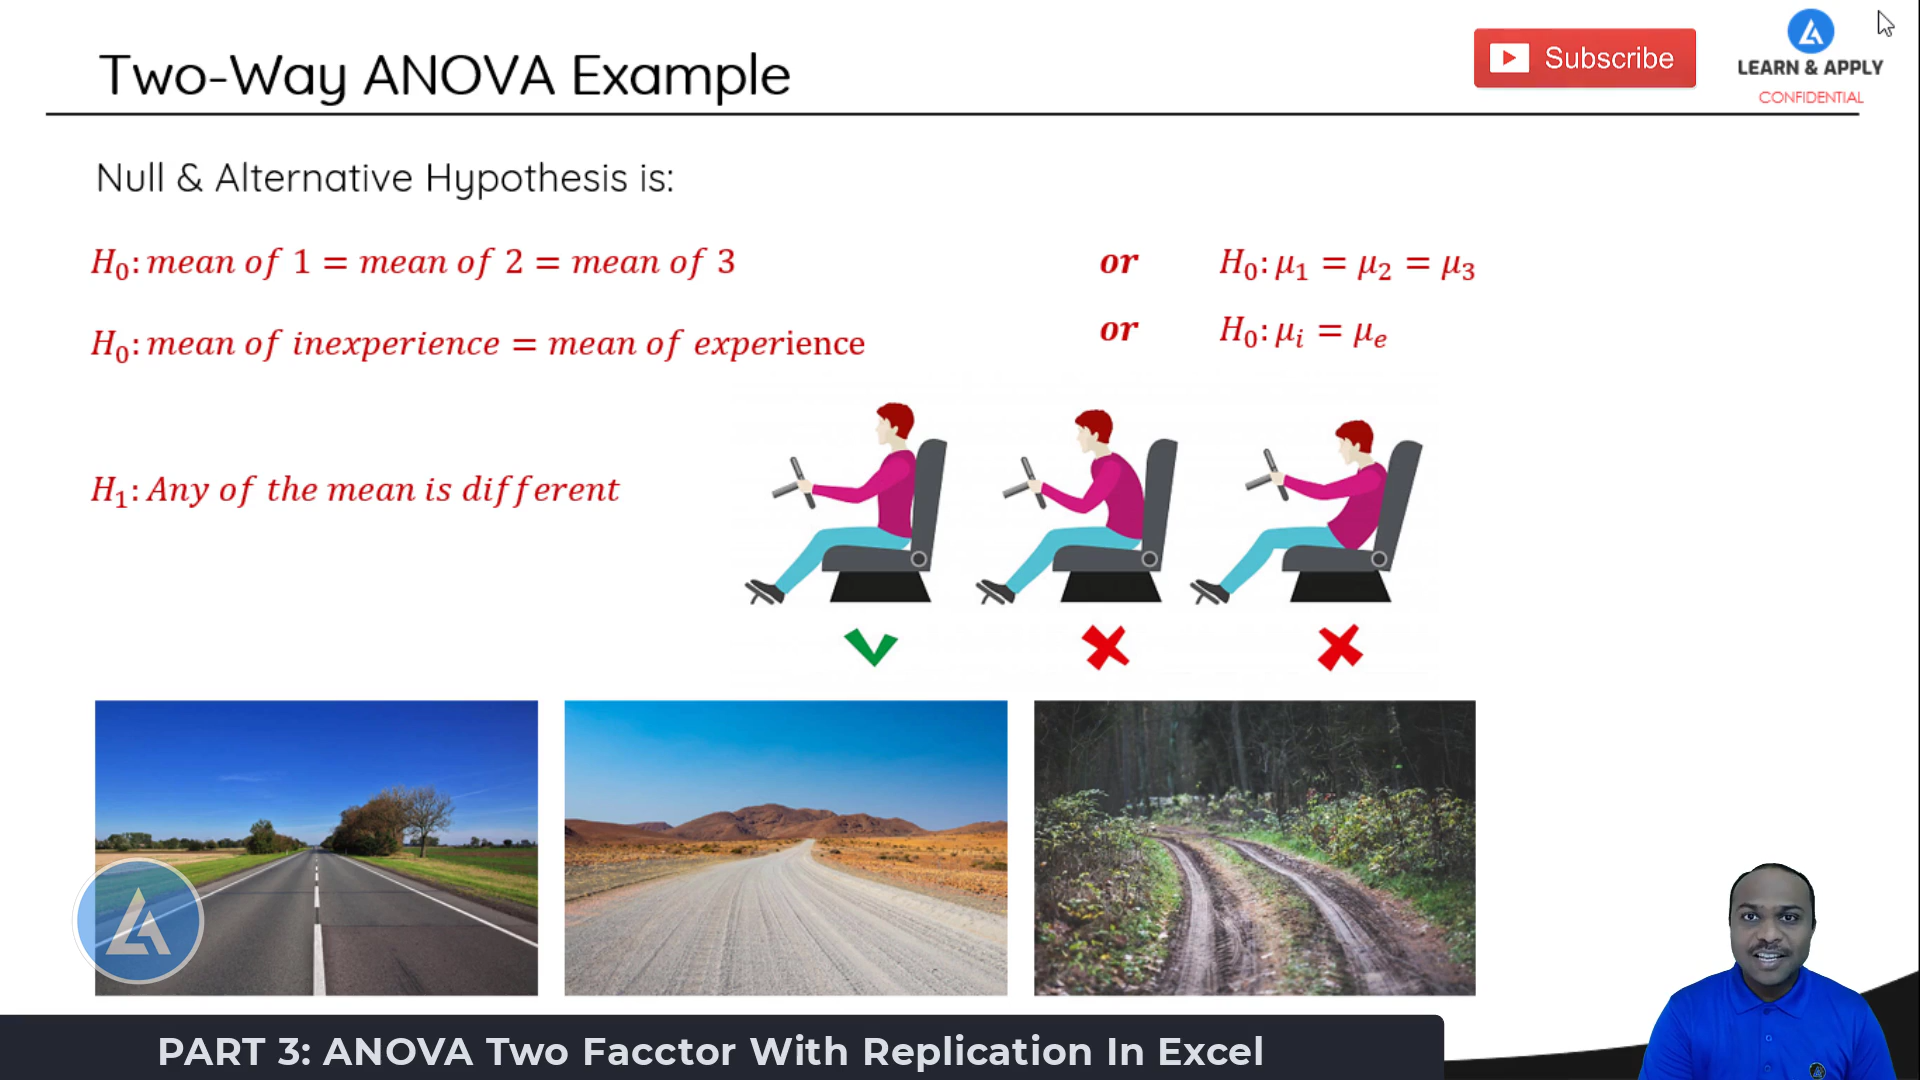 Two-Way ANOVA Example
Subscribe
LEARN & APPLY
CONFIDENTIAL
Null & Alternative Hypothesis is:
H₀: mean of 1 = mean of 2 = mean of 3 or H₀: μ₁ = μ₂ = μ₃
H₀: mean of inexperience = mean of experience or H₀: μᵢ = μₑ
H₁: Any of the mean is different
PART 3: ANOVA Two Facctor With Replication In Excel